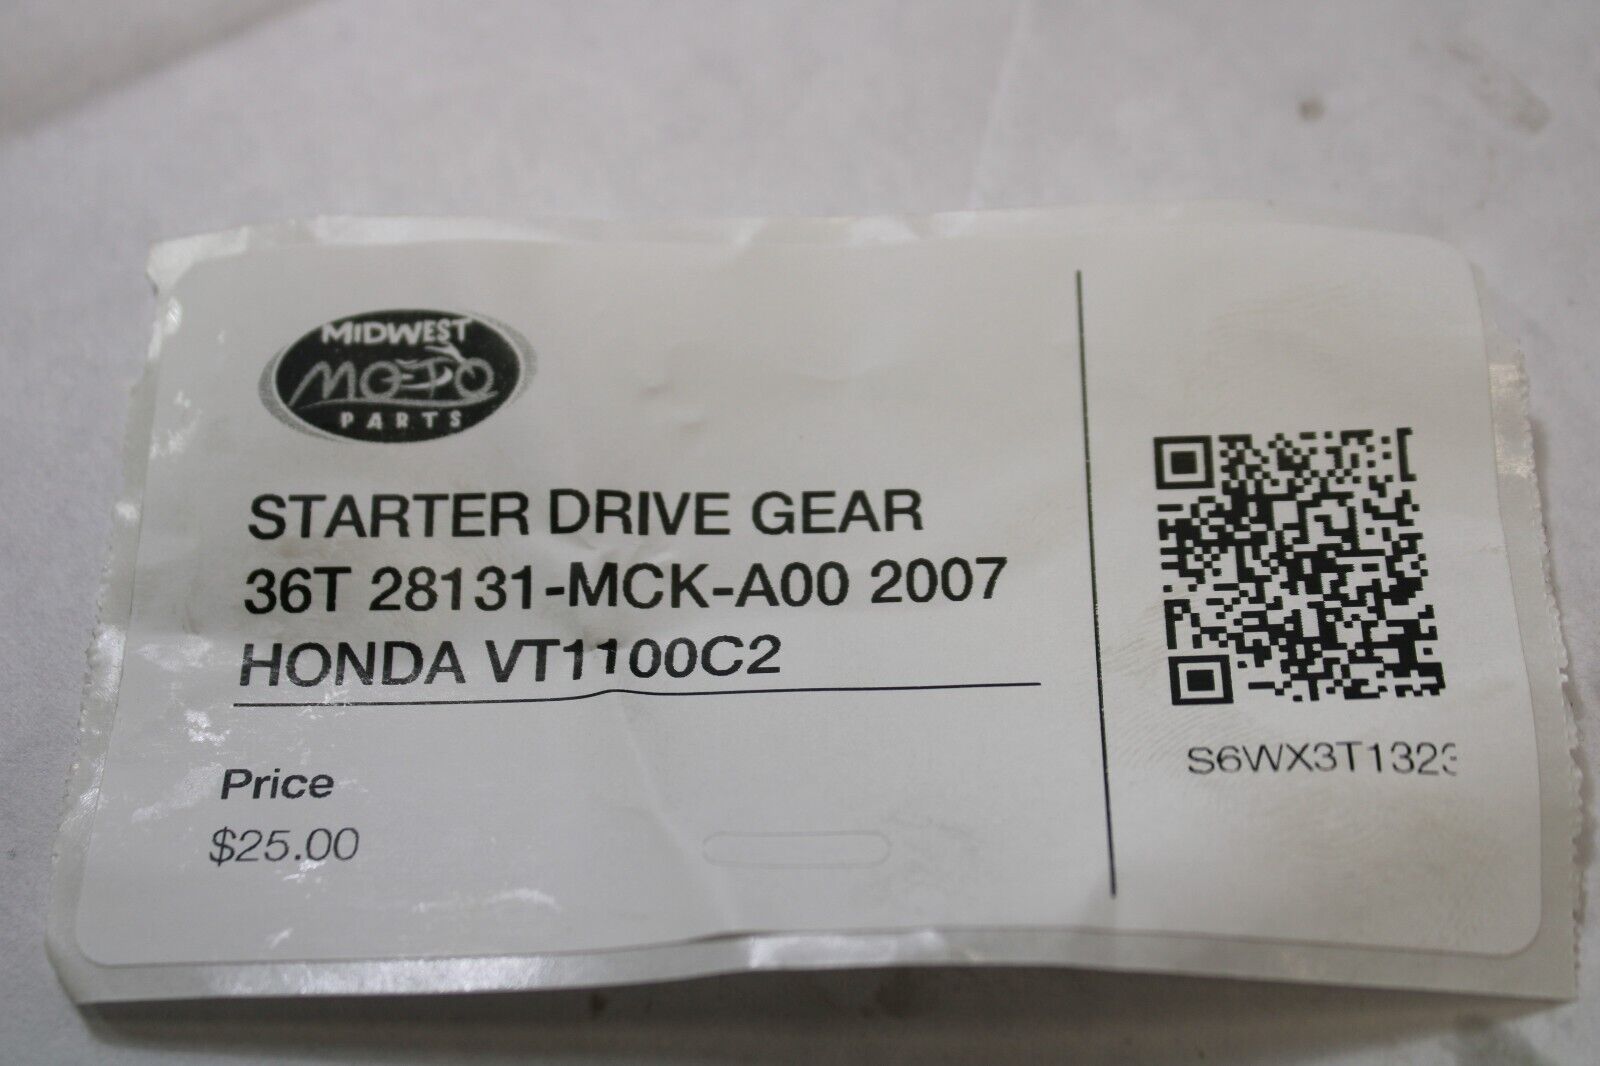 MIDWEST
MOTO
PARTS
STARTER DRIVE GEAR
36T 28131-MCK-A00 2007
HONDA VT1100C2
Price
$25.00
S6WX3T1323